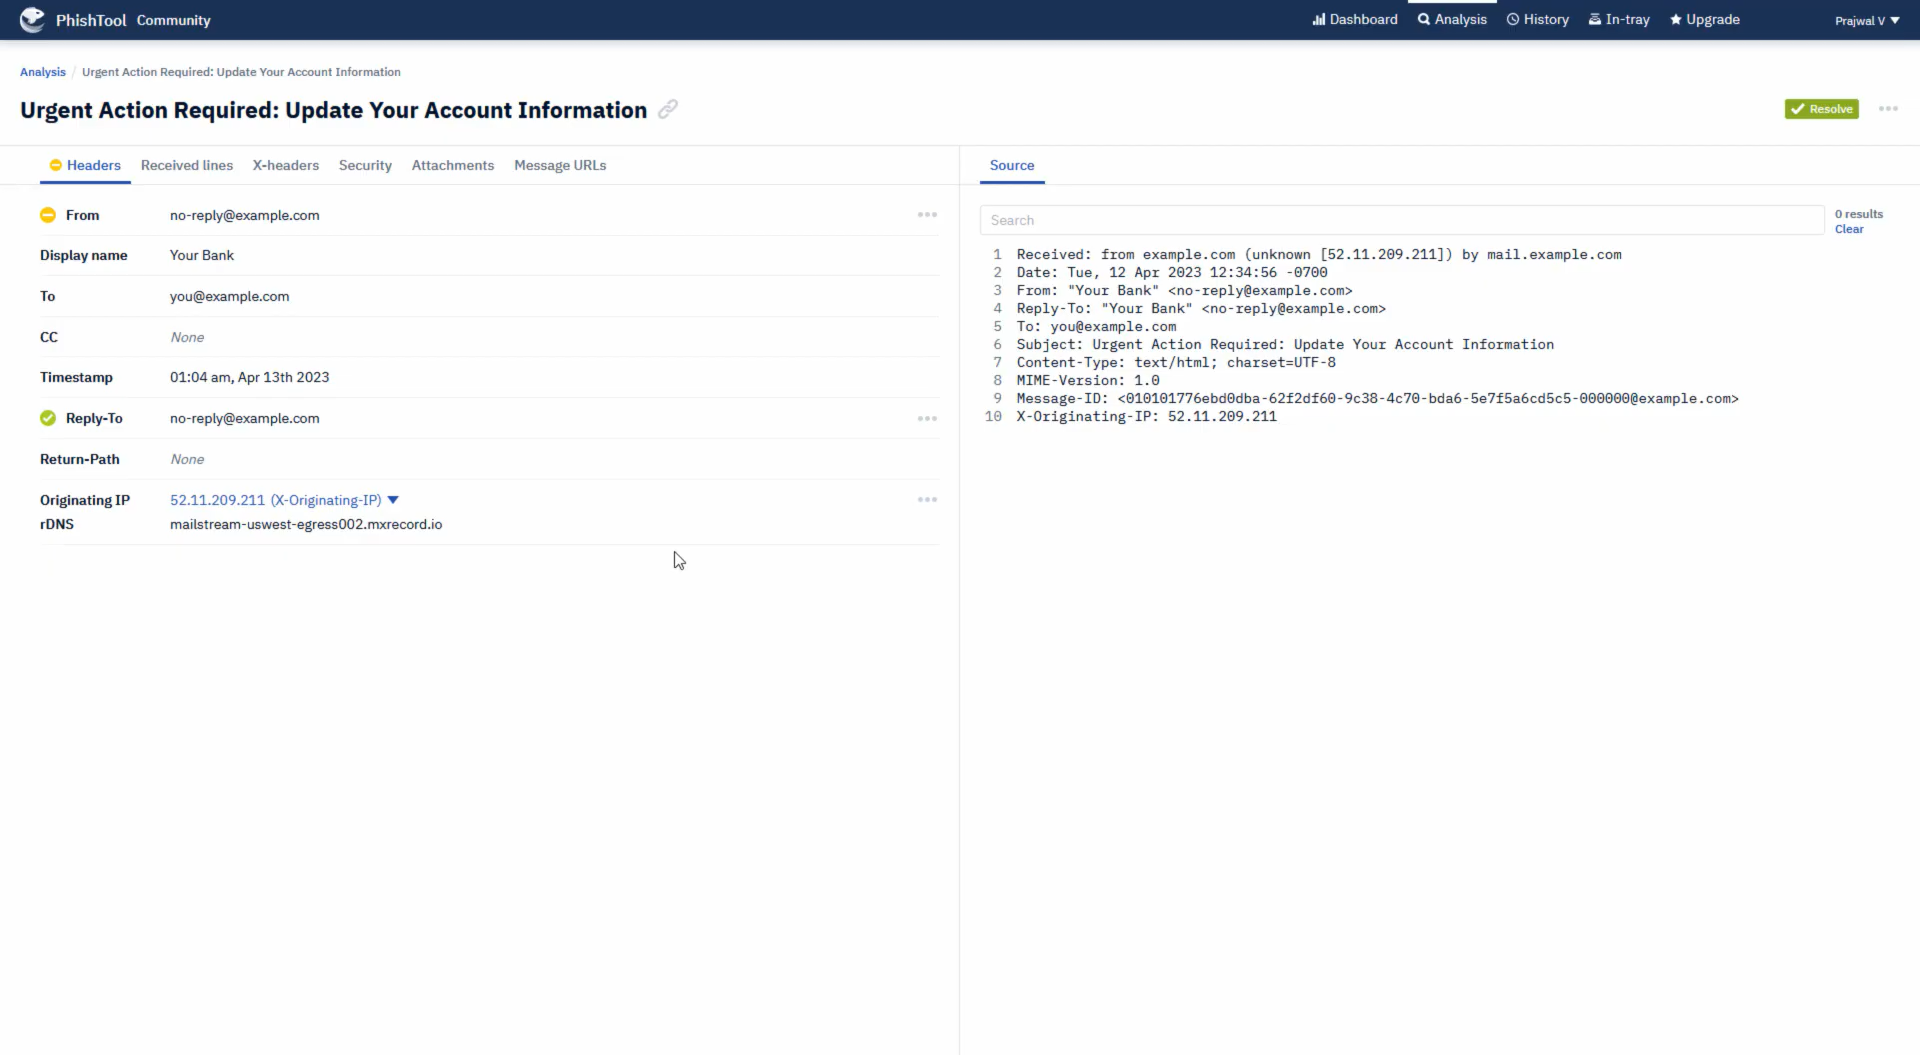 PhishTool Community
Dashboard Analysis History In-tray Upgrade Prajwal V
Analysis / Urgent Action Required: Update Your Account Information
Urgent Action Required: Update Your Account Information
Resolve
Headers Received lines X-headers Security Attachments Message URLs
From no-reply@example.com
Display name Your Bank
To you@example.com
CC None
Timestamp 01:04 am, Apr 13th 2023
Reply-To no-reply@example.com
Return-Path None
Originating IP 52.11.209.211 (X-Originating-IP)
rDNS mailstream-uswest-egress002.mxrecord.io
Source
Search
0 results
Clear
1 Received: from example.com (unknown [52.11.209.211]) by mail.example.com
2 Date: Tue, 12 Apr 2023 12:34:56 -0700
3 From: "Your Bank" <no-reply@example.com>
4 Reply-To: "Your Bank" <no-reply@example.com>
5 To: you@example.com
6 Subject: Urgent Action Required: Update Your Account Information
7 Content-Type: text/html; charset=UTF-8
8 MIME-Version: 1.0
9 Message-ID: <010101776ebd0dba-62f2df60-9c38-4c70-bda6-5e7f5a6cd5c5-000000@example.com>
10 X-Originating-IP: 52.11.209.211